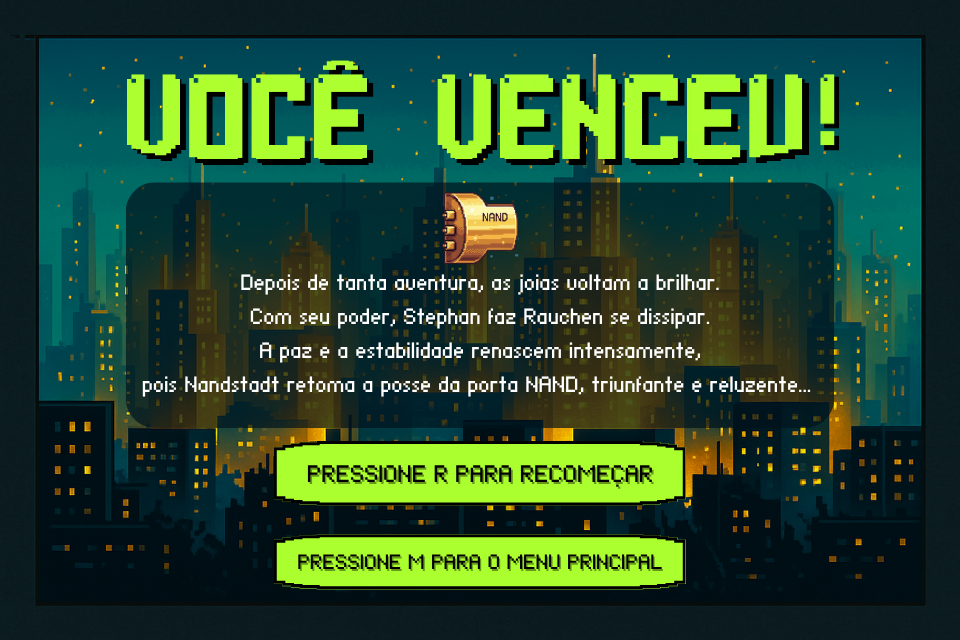 VOCÊ VENCEU!
NAND
Depois de tanta aventura, as joias voltam a brilhar.
Com seu poder, Stephan faz Rauchen se dissipar.
A paz e a estabilidade renascem intensamente,
pois Nandstadt retoma a posse da porta NAND, triunfante e reluzente...
PRESSIONE R PARA RECOMEÇAR
PRESSIONE M PARA O MENU PRINCIPAL